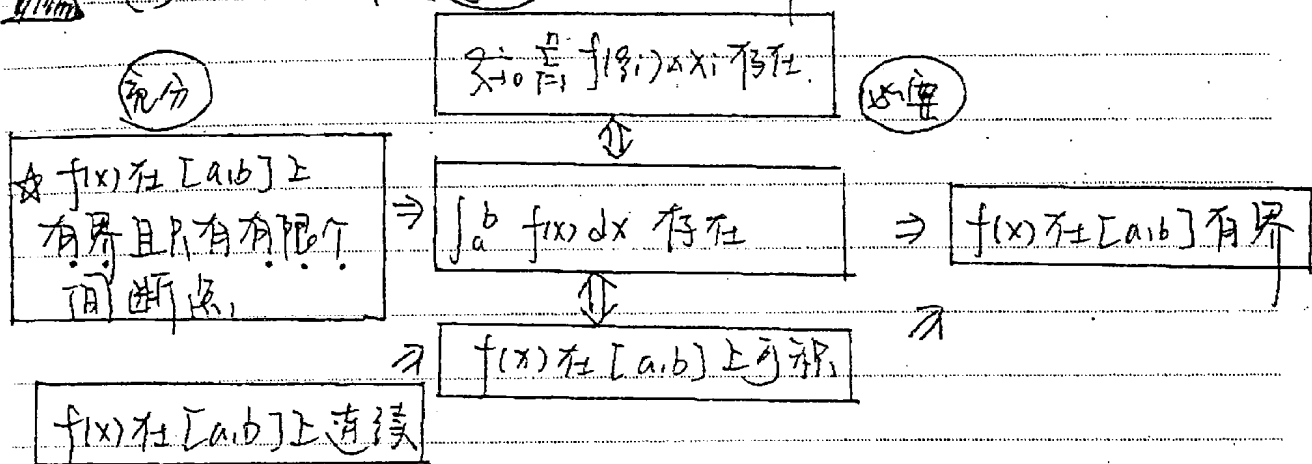 lim λ→0 n Σ i=1 f(ξi)Δxi 存在
充分
必要
⇕
☆ f(x)在[a,b]上
有界且只有有限个
间断点,
⇒
∫ₐᵇ f(x)dx 存在
⇒
f(x)在[a,b]有界
⇕
f(x)在[a,b]上可积,
f(x)在[a,b]上连续